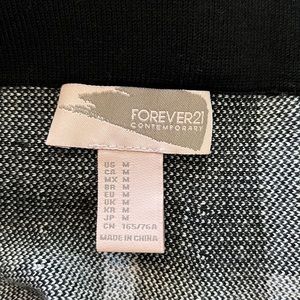 FOREVER21
CONTEMPORARY
US M
CA M
MX M
BR M
EU M
UK M
KR M
JP M
CN 165/76A
MADE IN CHINA